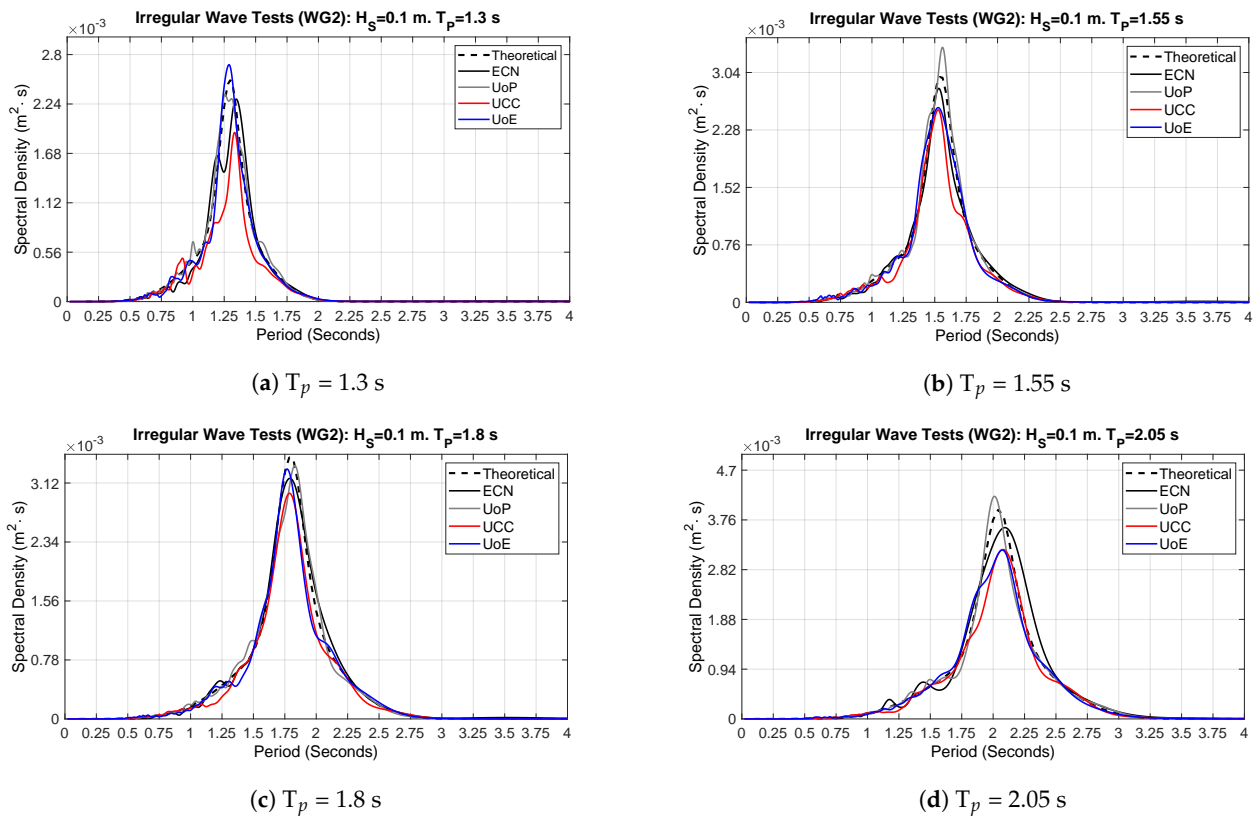 Irregular Wave Tests (WG2): H_S=0.1 m. T_P=1.3 s
×10^-3
2.8
2.24
1.68
1.12
0.56
0
Spectral Density (m^2 · s)
Theoretical
ECN
UoP
UCC
UoE
0 0.25 0.5 0.75 1 1.25 1.5 1.75 2 2.25 2.5 2.75 3 3.25 3.5 3.75 4
Period (Seconds)
(a) T_p = 1.3 s
Irregular Wave Tests (WG2): H_S=0.1 m. T_P=1.55 s
×10^-3
3.04
2.28
1.52
0.76
0
Spectral Density (m^2 · s)
Theoretical
ECN
UoP
UCC
UoE
0 0.25 0.5 0.75 1 1.25 1.5 1.75 2 2.25 2.5 2.75 3 3.25 3.5 3.75 4
Period (Seconds)
(b) T_p = 1.55 s
Irregular Wave Tests (WG2): H_S=0.1 m. T_P=1.8 s
×10^-3
3.12
2.34
1.56
0.78
0
Spectral Density (m^2 · s)
Theoretical
ECN
UoP
UCC
UoE
0 0.25 0.5 0.75 1 1.25 1.5 1.75 2 2.25 2.5 2.75 3 3.25 3.5 3.75 4
Period (Seconds)
(c) T_p = 1.8 s
Irregular Wave Tests (WG2): H_S=0.1 m. T_P=2.05 s
×10^-3
4.7
3.76
2.82
1.88
0.94
0
Spectral Density (m^2 · s)
Theoretical
ECN
UoP
UCC
UoE
0 0.25 0.5 0.75 1 1.25 1.5 1.75 2 2.25 2.5 2.75 3 3.25 3.5 3.75 4
Period (Seconds)
(d) T_p = 2.05 s